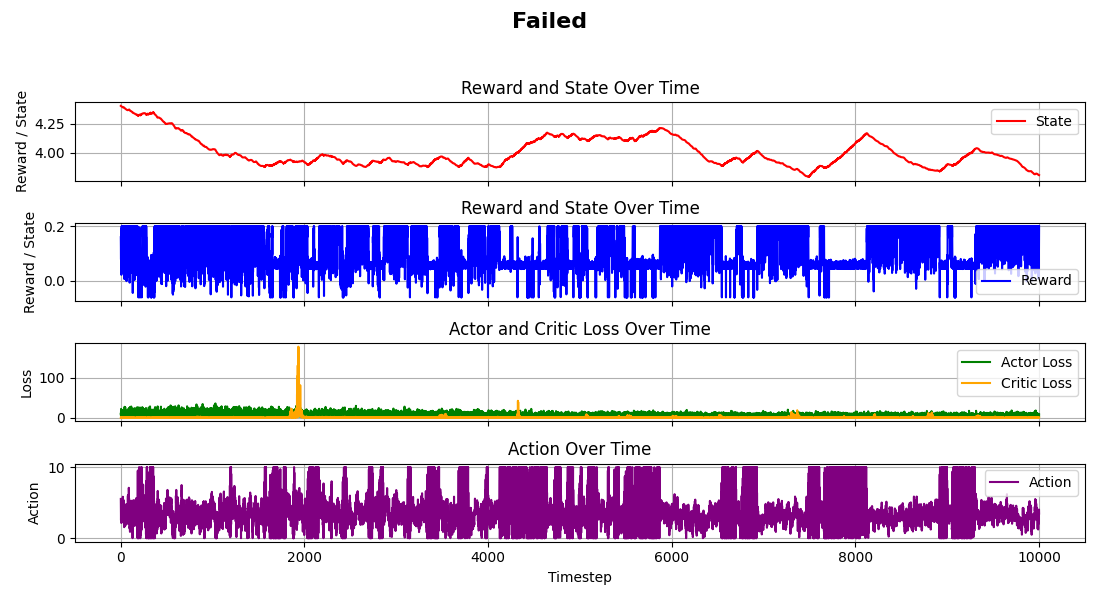 Failed
Reward and State Over Time
Reward / State
4.25
4.00
State
Reward and State Over Time
Reward / State
0.2
0.0
Reward
Actor and Critic Loss Over Time
Loss
100
0
Actor Loss
Critic Loss
Action Over Time
Action
10
0
Action
0 2000 4000 6000 8000 10000
Timestep